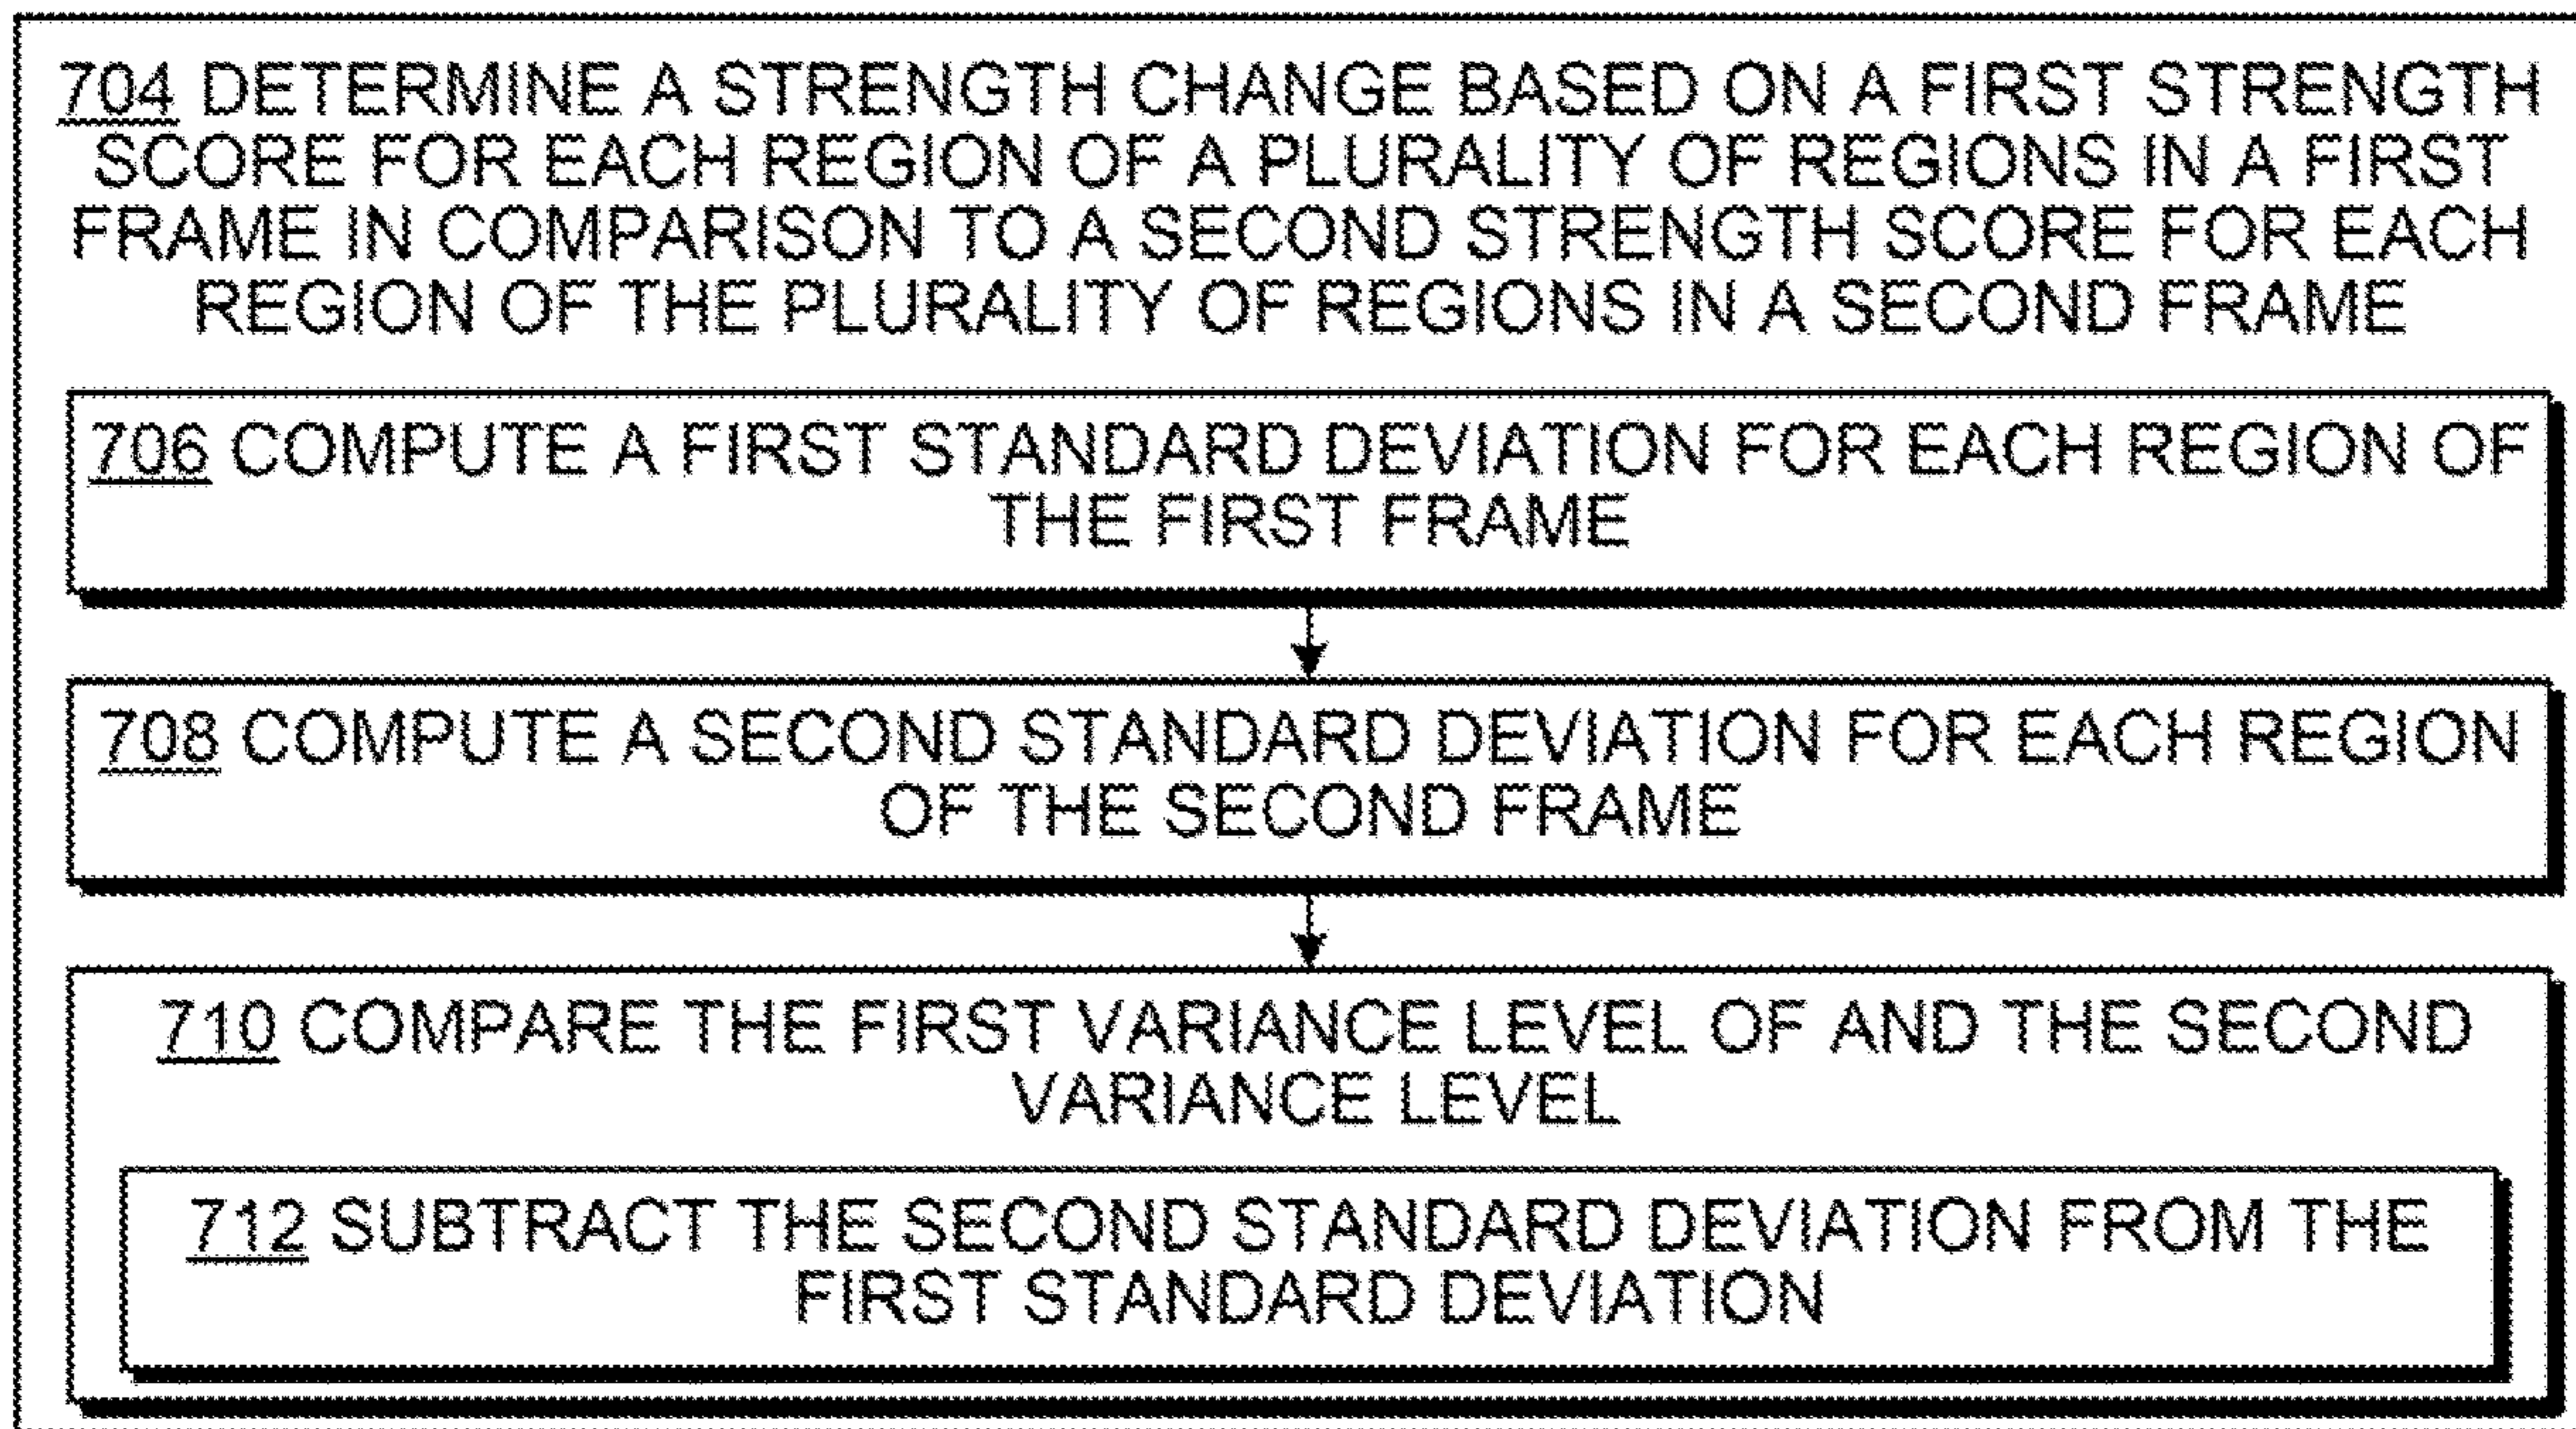 704 DETERMINE A STRENGTH CHANGE BASED ON A FIRST STRENGTH
SCORE FOR EACH REGION OF A PLURALITY OF REGIONS IN A FIRST
FRAME IN COMPARISON TO A SECOND STRENGTH SCORE FOR EACH
REGION OF THE PLURALITY OF REGIONS IN A SECOND FRAME
706 COMPUTE A FIRST STANDARD DEVIATION FOR EACH REGION OF
THE FIRST FRAME
708 COMPUTE A SECOND STANDARD DEVIATION FOR EACH REGION
OF THE SECOND FRAME
710 COMPARE THE FIRST VARIANCE LEVEL OF AND THE SECOND
VARIANCE LEVEL
712 SUBTRACT THE SECOND STANDARD DEVIATION FROM THE
FIRST STANDARD DEVIATION